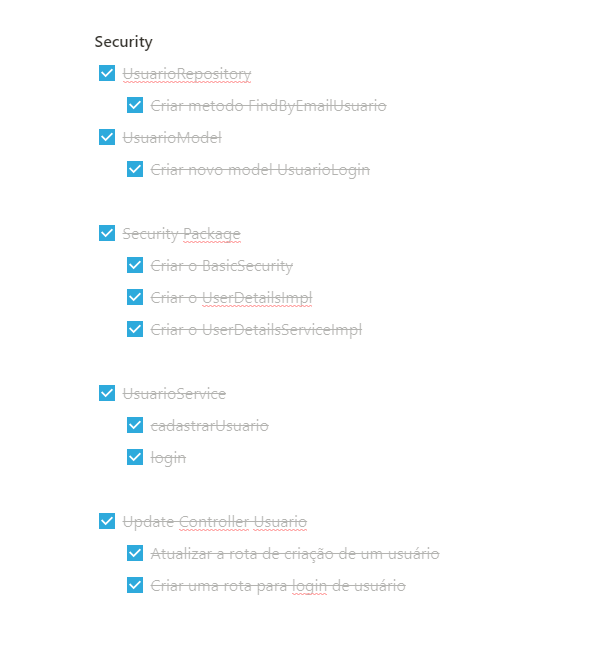 Security
UsuarioRepository
Criar metodo FindByEmailUsuario
UsuarioModel
Criar novo model UsuarioLogin
Security Package
Criar o BasicSecurity
Criar o UserDetailsImpl
Criar o UserDetailsServiceImpl
UsuarioService
cadastrarUsuario
login
Update Controller Usuario
Atualizar a rota de criação de um usuário
Criar uma rota para login de usuário